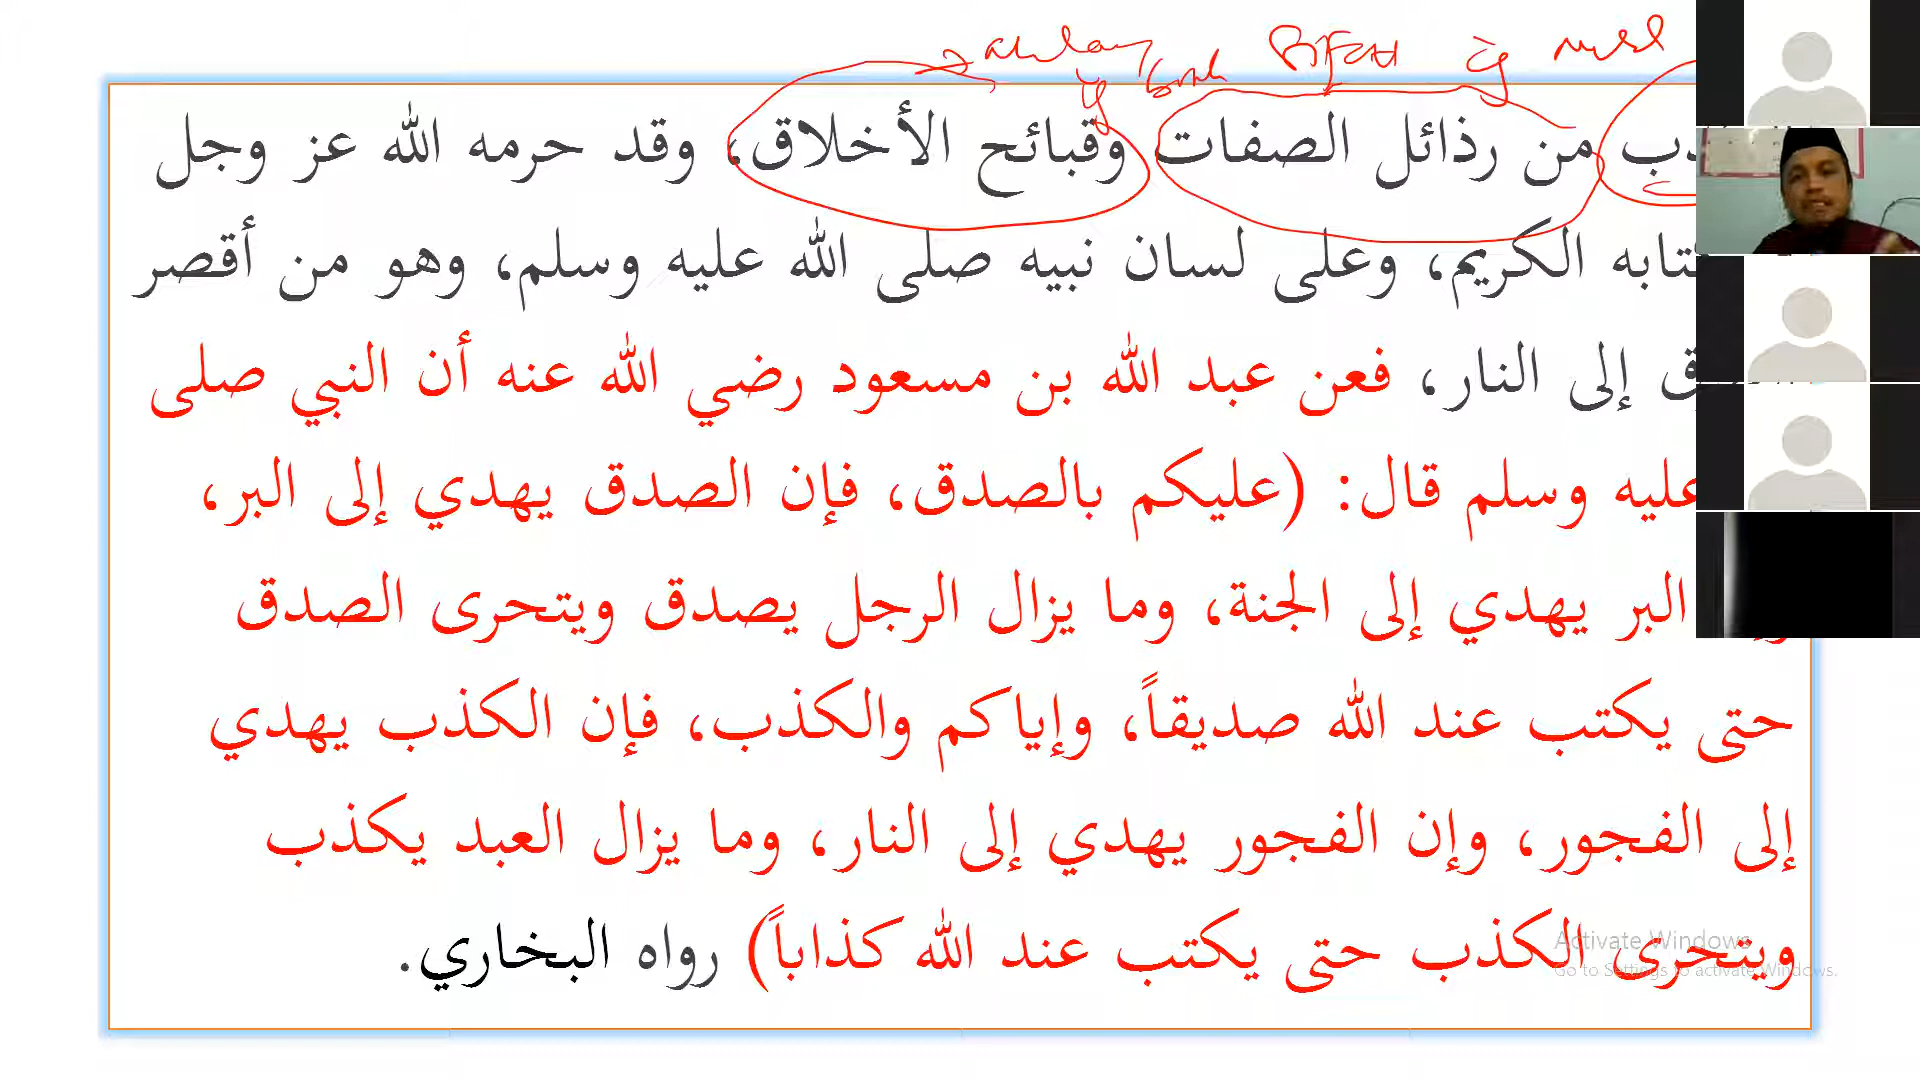 من رذائل الصفات وقبائح الأخلاق، وقد حرمه الله عز وجل
الكريم، وعلى لسان نبيه صلى الله عليه وسلم، وهو من أقصر
إلى النار، فعن عبد الله بن مسعود رضي الله عنه أن النبي صلى
عليه وسلم قال: (عليكم بالصدق، فإن الصدق يهدي إلى البر،
البر يهدي إلى الجنة، وما يزال الرجل يصدق ويتحرى الصدق
حتى يكتب عند الله صديقاً، وإياكم والكذب، فإن الكذب يهدي
إلى الفجور، وإن الفجور يهدي إلى النار، وما يزال العبد يكذب
ويتحرى الكذب حتى يكتب عند الله كذاباً) رواه البخاري.
Activate Windows
Go to Settings to activate Windows.